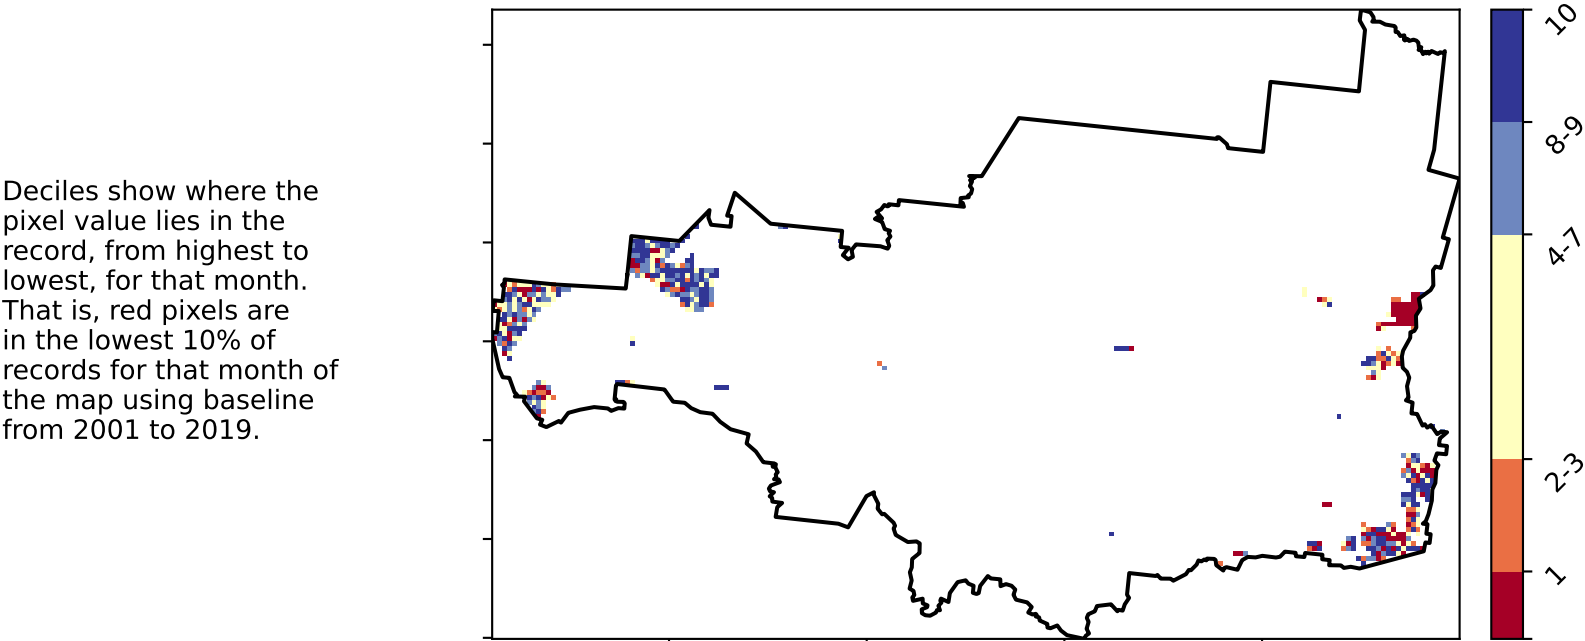 Deciles show where the
pixel value lies in the
record, from highest to
lowest, for that month.
That is, red pixels are
in the lowest 10% of
records for that month of
the map using baseline
from 2001 to 2019.
10
8-9
4-7
2-3
1